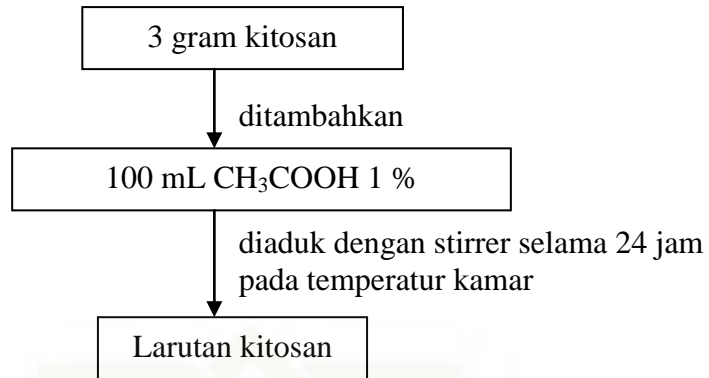 3 gram kitosan
ditambahkan
100 mL CH₃COOH 1 %
diaduk dengan stirrer selama 24 jam
pada temperatur kamar
Larutan kitosan